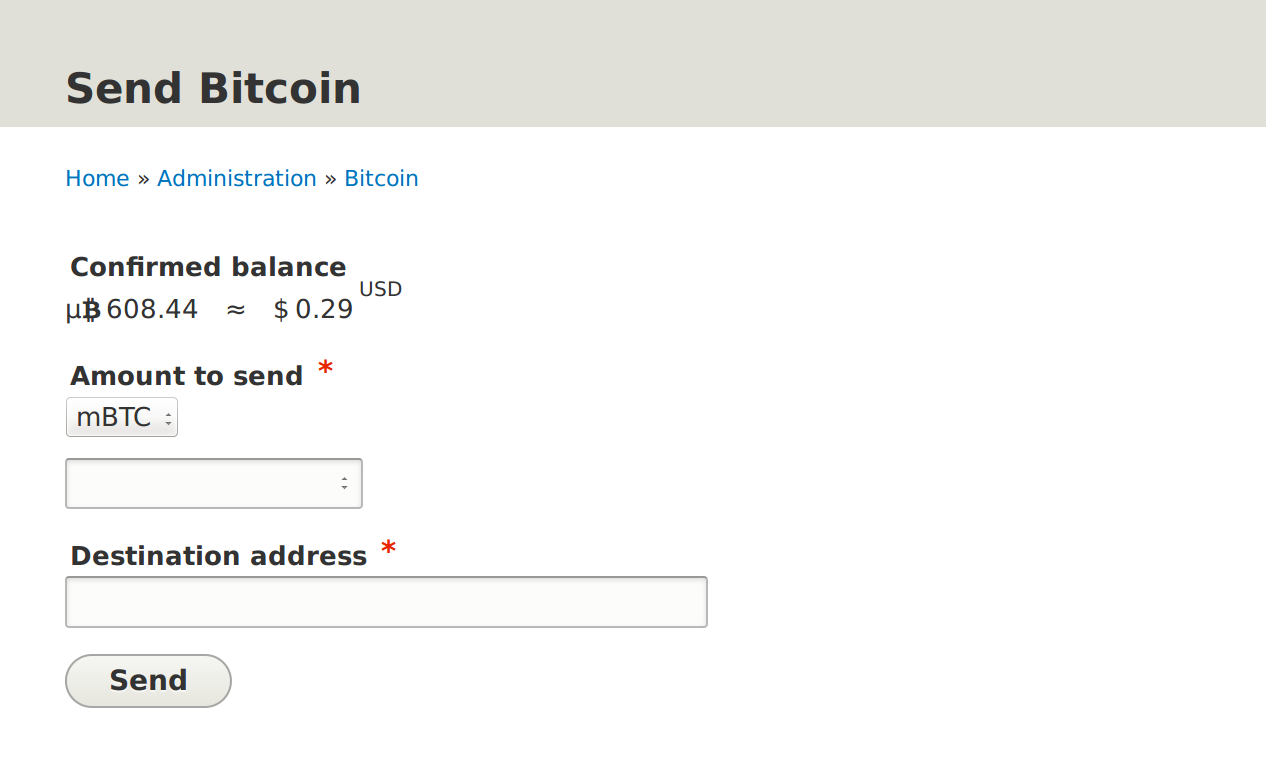 Send Bitcoin
Home » Administration » Bitcoin
Confirmed balance
µ₿ 608.44 ≈ $ 0.29 USD
Amount to send *
mBTC
Destination address *
Send